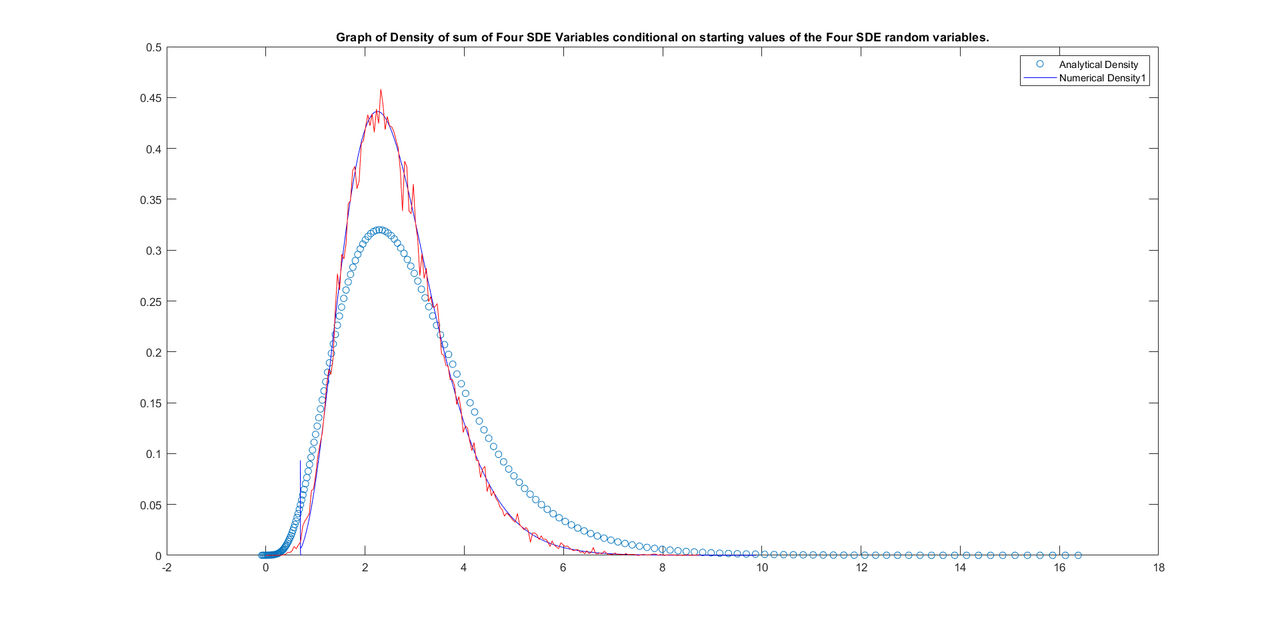 Graph of Density of sum of Four SDE Variables conditional on starting values of the Four SDE random variables.
Analytical Density
Numerical Density1
0.5
0.45
0.4
0.35
0.3
0.25
0.2
0.15
0.1
0.05
0
-2 0 2 4 6 8 10 12 14 16 18